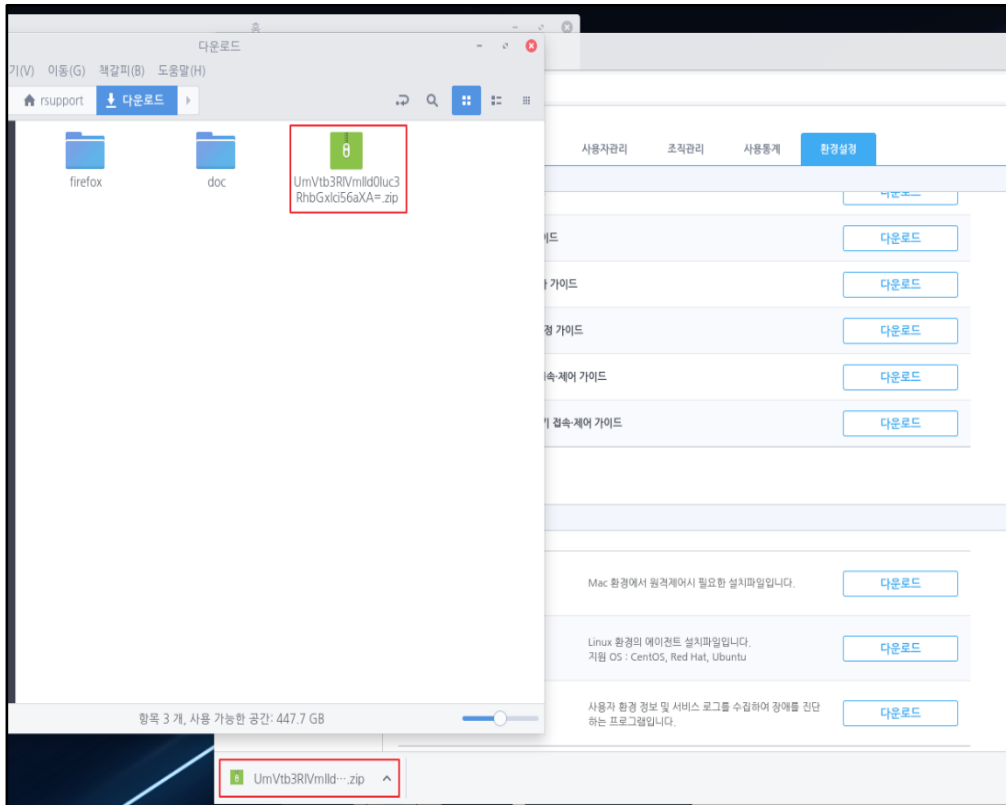 홈
다운로드
기(V) 이동(G) 책갈피(B) 도움말(H)
rsupport 다운로드
firefox
doc
UmVtb3RlVmlld0luc3
RhbGxlci56aXA=.zip
항목 3 개, 사용 가능한 공간: 447.7 GB
사용자관리 조직관리 사용통계 환경설정
다운로드
이드 다운로드
가이드 다운로드
정 가이드 다운로드
속·제어 가이드 다운로드
기 접속·제어 가이드 다운로드
Mac 환경에서 원격제어시 필요한 설치파일입니다. 다운로드
Linux 환경의 에이전트 설치파일입니다.
지원 OS : CentOS, Red Hat, Ubuntu
다운로드
사용자 환경 정보 및 서비스 로그를 수집하여 장애를 진단
하는 프로그램입니다.
다운로드
UmVtb3RlVmlld….zip